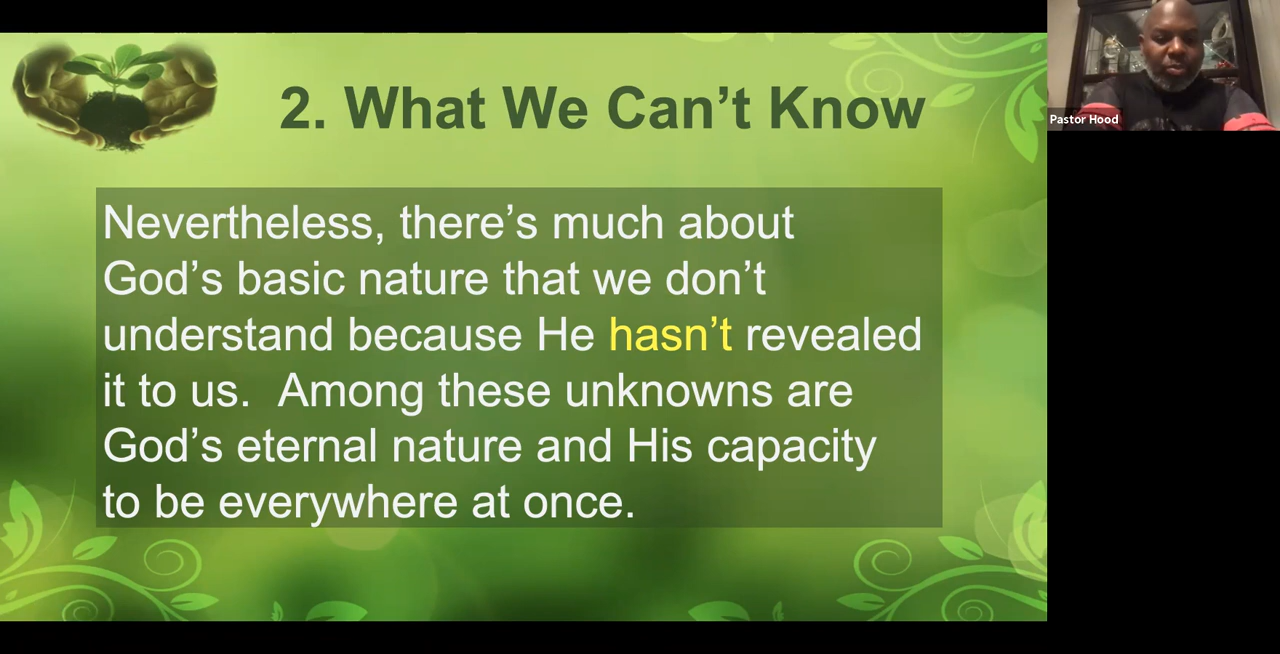 2. What We Can’t Know
Nevertheless, there’s much about
God’s basic nature that we don’t
understand because He hasn’t revealed
it to us.  Among these unknowns are
God’s eternal nature and His capacity
to be everywhere at once.
Pastor Hood